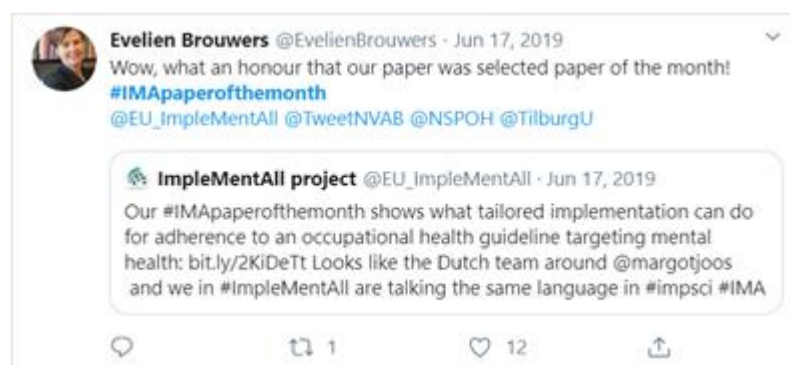 Evelien Brouwers @EvelienBrouwers · Jun 17, 2019
Wow, what an honour that our paper was selected paper of the month!
#IMApaperofthemonth
@EU_ImpleMentAll @TweetNVAB @NSPOH @TilburgU
ImpleMentAll project @EU_ImpleMentAll · Jun 17, 2019
Our #IMApaperofthemonth shows what tailored implementation can do
for adherence to an occupational health guideline targeting mental
health: bit.ly/2KiDeTt Looks like the Dutch team around @margotjoos
and we in #ImpleMentAll are talking the same language in #impsci #IMA
1 12